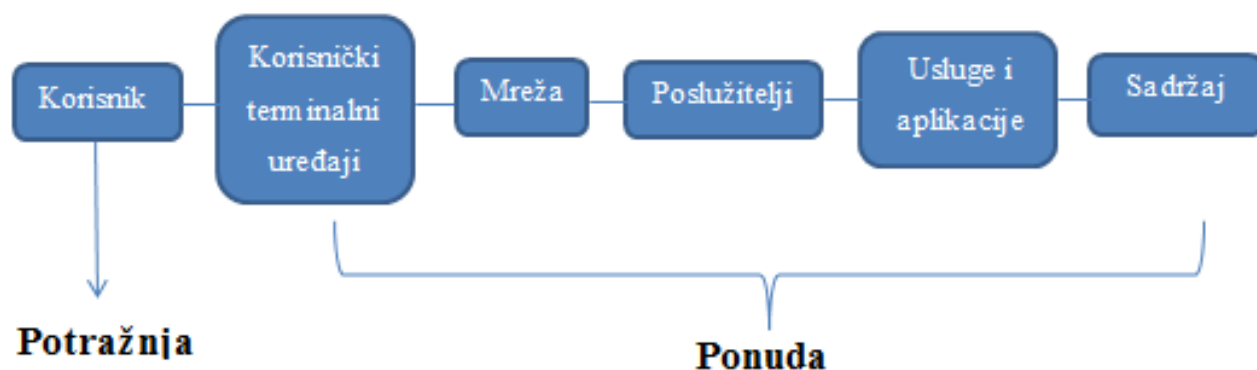 Korisnik
Korisnički
terminalni
uređaji
Mreža
Poslužitelji
Usluge i
aplikacije
Sadržaj
Potražnja
Ponuda